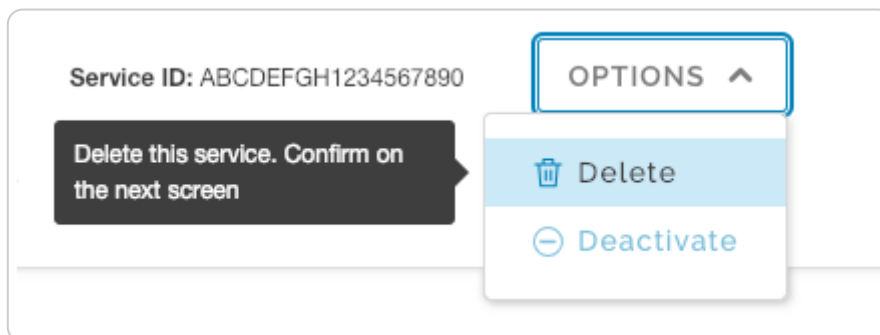 Service ID: ABCDEFGH1234567890
OPTIONS
Delete this service. Confirm on
the next screen
Delete
Deactivate